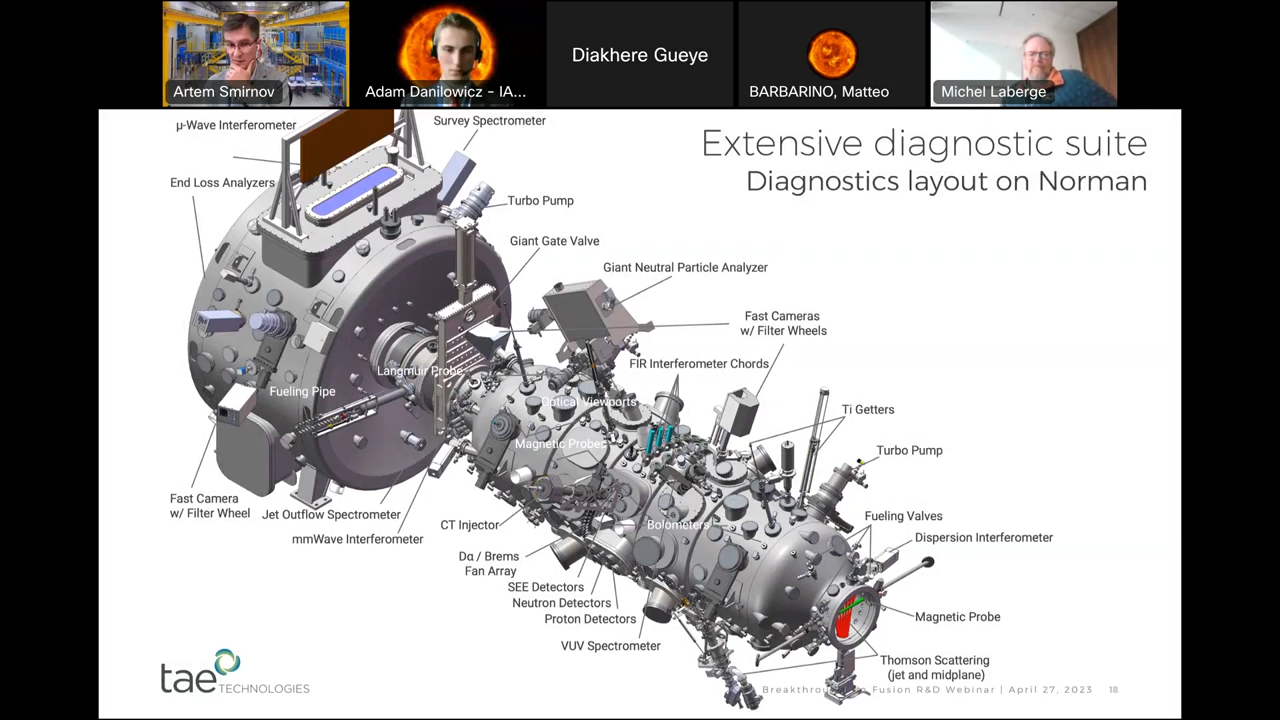 Artem Smirnov
Adam Danilowicz - IA...
Diakhere Gueye
BARBARINO, Matteo
Michel Laberge
Extensive diagnostic suite
Diagnostics layout on Norman
µ-Wave Interferometer
Survey Spectrometer
End Loss Analyzers
Turbo Pump
Giant Gate Valve
Giant Neutral Particle Analyzer
Fast Cameras
w/ Filter Wheels
FIR Interferometer Chords
Langmuir Probe
Fueling Pipe
Optical Viewports
Ti Getters
Magnetic Probes
Turbo Pump
Fast Camera
w/ Filter Wheel
Jet Outflow Spectrometer
mmWave Interferometer
CT Injector
Bolometers
Fueling Valves
Dispersion Interferometer
Dα / Brems
Fan Array
SEE Detectors
Neutron Detectors
Proton Detectors
VUV Spectrometer
Magnetic Probe
Thomson Scattering
(jet and midplane)
tae TECHNOLOGIES
Breakthroughs in Fusion R&D Webinar | April 27, 2023 18